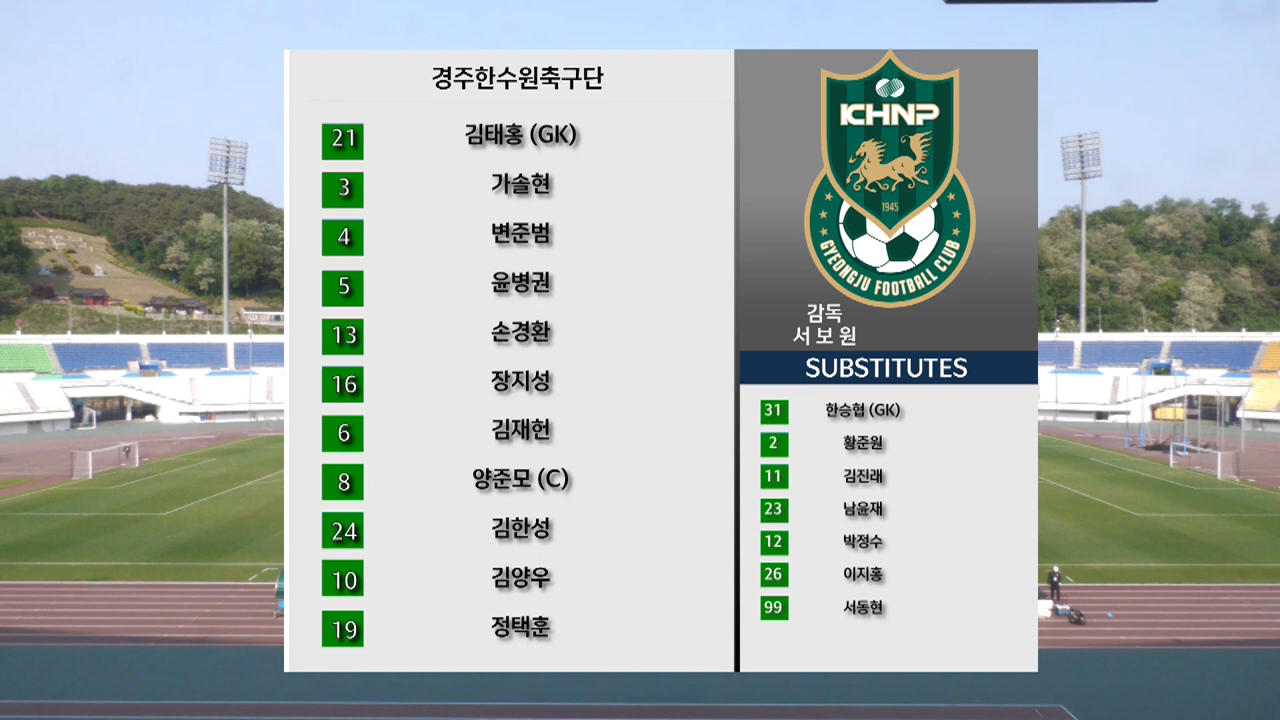 경주한수원축구단
21 김태홍 (GK)
3 가솔현
4 변준범
5 윤병권
13 손경환
16 장지성
6 김재헌
8 양준모 (C)
24 김한성
10 김양우
19 정택훈
KHNP
1945
GYEONGJU FOOTBALL CLUB
감독
서 보 원
SUBSTITUTES
31 한승협 (GK)
2 황준원
11 김진래
23 남윤재
12 박정수
26 이지홍
99 서동현